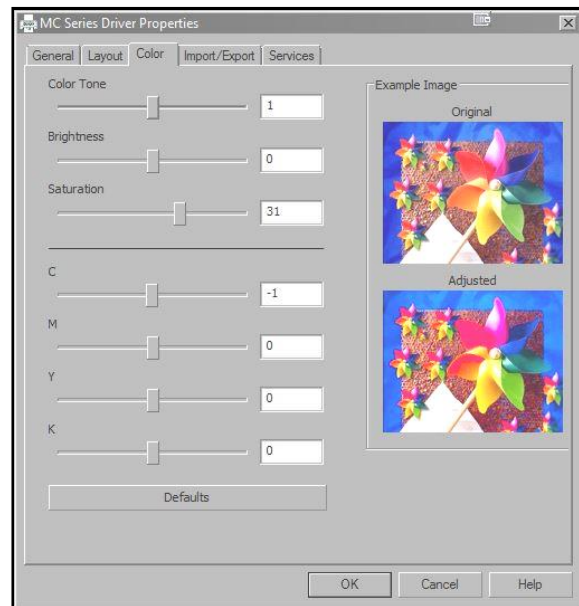 MC Series Driver Properties
General Layout Color Import/Export Services
Color Tone
1
Brightness
0
Saturation
31
C
-1
M
0
Y
0
K
0
Defaults
Example Image
Original
Adjusted
OK Cancel Help